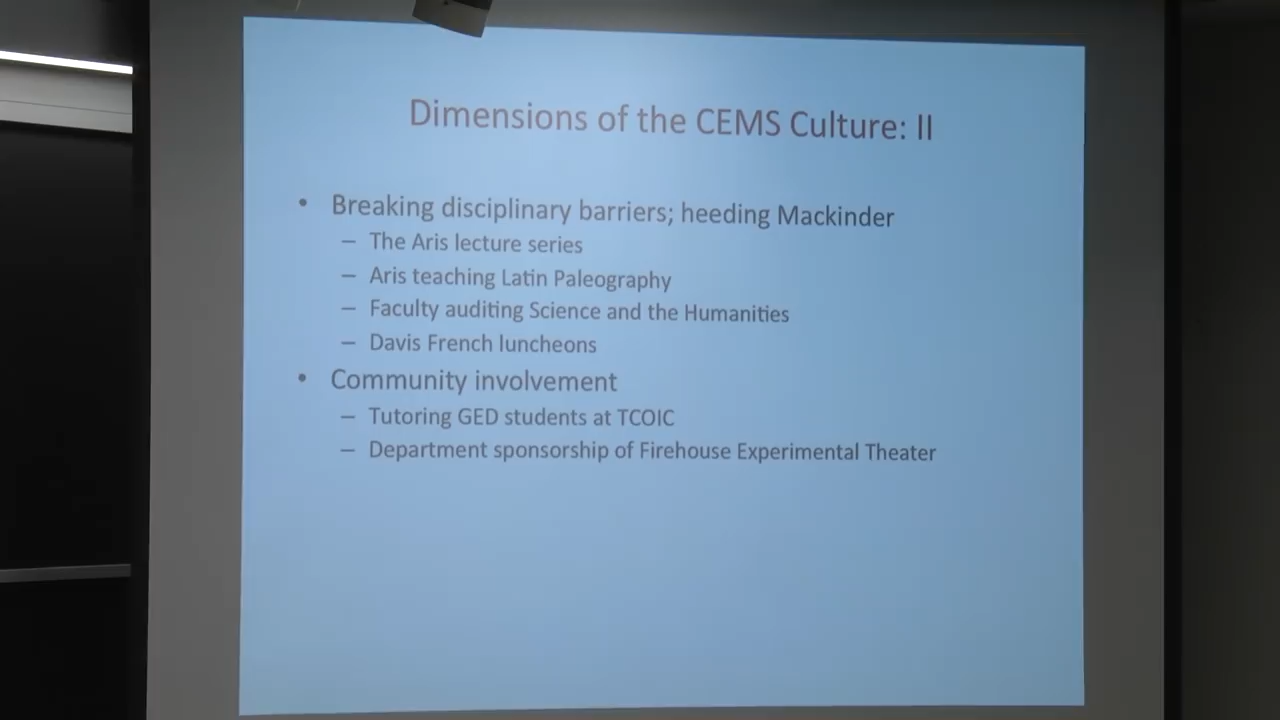 Dimensions of the CEMS Culture: II
• Breaking disciplinary barriers; heeding Mackinder
– The Aris lecture series
– Aris teaching Latin Paleography
– Faculty auditing Science and the Humanities
– Davis French luncheons
• Community involvement
– Tutoring GED students at TCOIC
– Department sponsorship of Firehouse Experimental Theater